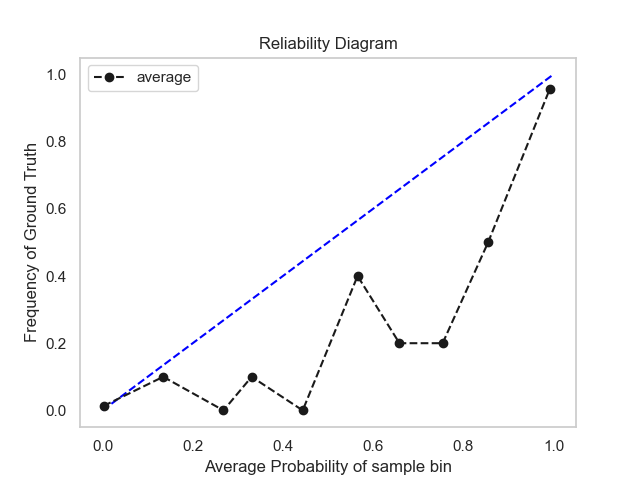 Reliability Diagram
average
Frequency of Ground Truth
1.0
0.8
0.6
0.4
0.2
0.0
0.0 0.2 0.4 0.6 0.8 1.0
Average Probability of sample bin